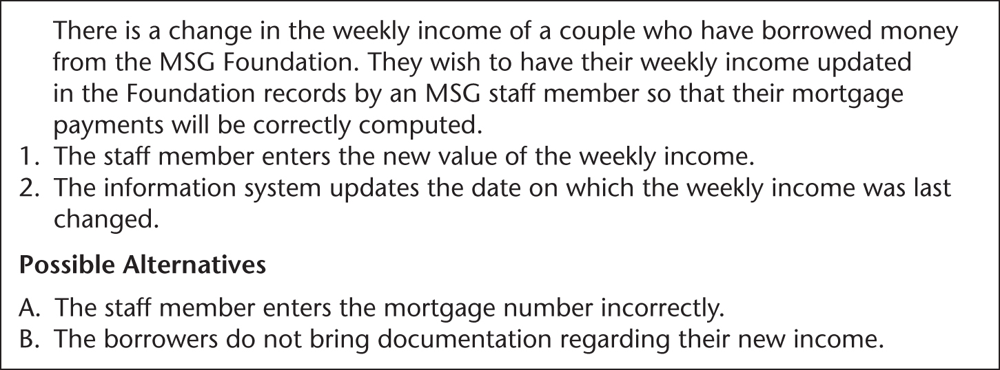 There is a change in the weekly income of a couple who have borrowed money
from the MSG Foundation. They wish to have their weekly income updated
in the Foundation records by an MSG staff member so that their mortgage
payments will be correctly computed.
1. The staff member enters the new value of the weekly income.
2. The information system updates the date on which the weekly income was last
changed.
Possible Alternatives
A. The staff member enters the mortgage number incorrectly.
B. The borrowers do not bring documentation regarding their new income.